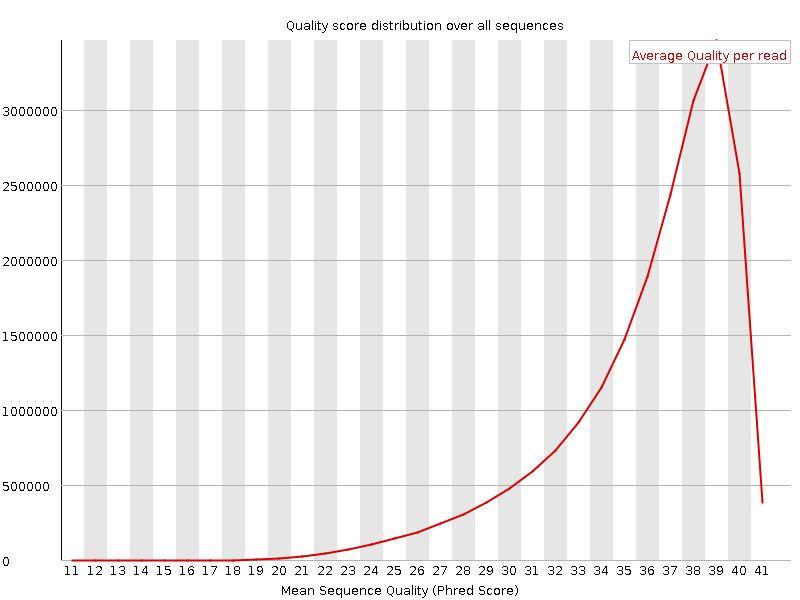 Quality score distribution over all sequences
Average Quality per read
3000000
2500000
2000000
1500000
1000000
500000
0
11 12 13 14 15 16 17 18 19 20 21 22 23 24 25 26 27 28 29 30 31 32 33 34 35 36 37 38 39 40 41
Mean Sequence Quality (Phred Score)